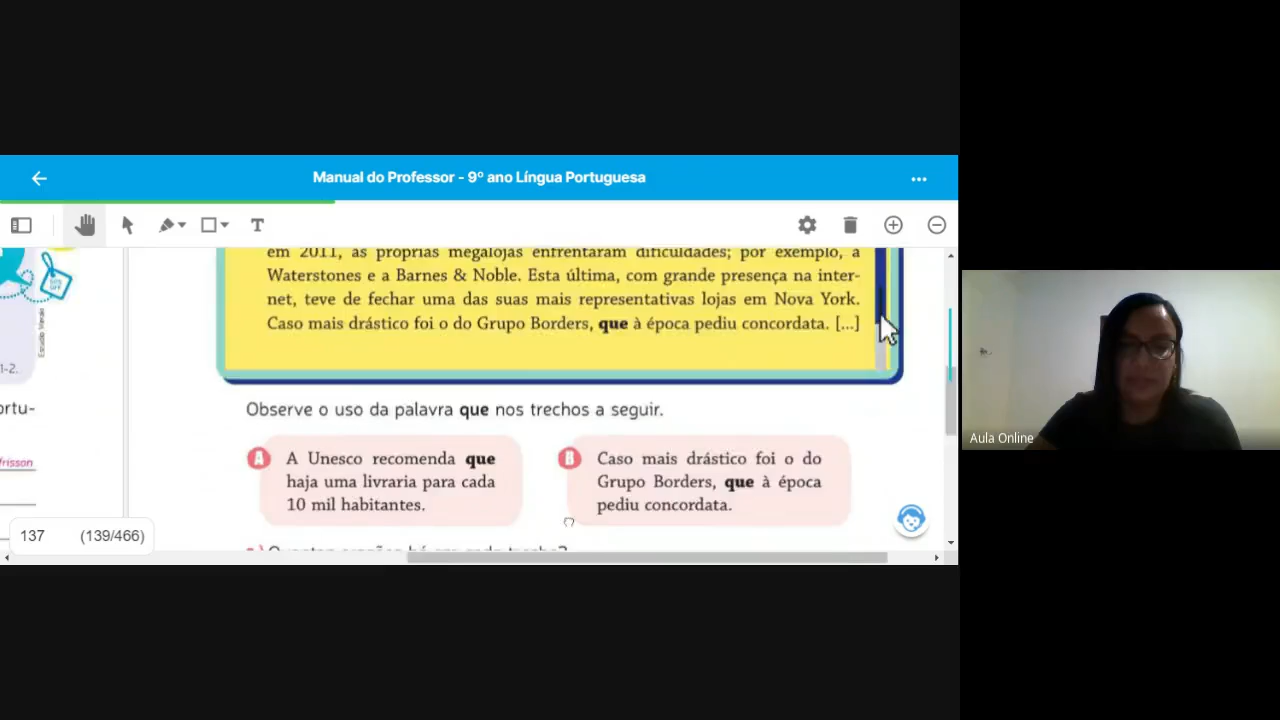 Manual do Professor - 9º ano Língua Portuguesa
em 2011, as próprias megalojas enfrentaram dificuldades; por exemplo, a
Waterstones e a Barnes & Noble. Esta última, com grande presença na inter-
net, teve de fechar uma das suas mais representativas lojas em Nova York.
Caso mais drástico foi o do Grupo Borders, que à época pediu concordata. [...]
1-2.
ortu-
frisson
Observe o uso da palavra que nos trechos a seguir.
A
A Unesco recomenda que
haja uma livraria para cada
10 mil habitantes.
B
Caso mais drástico foi o do
Grupo Borders, que à época
pediu concordata.
137 (139/466)
Aula Online